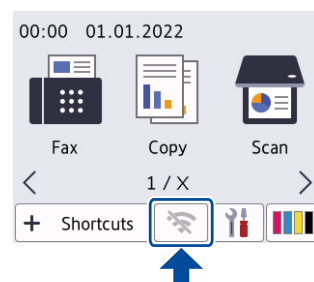 00:00 01.01.2022
Fax Copy Scan
< 1 / X >
+ Shortcuts